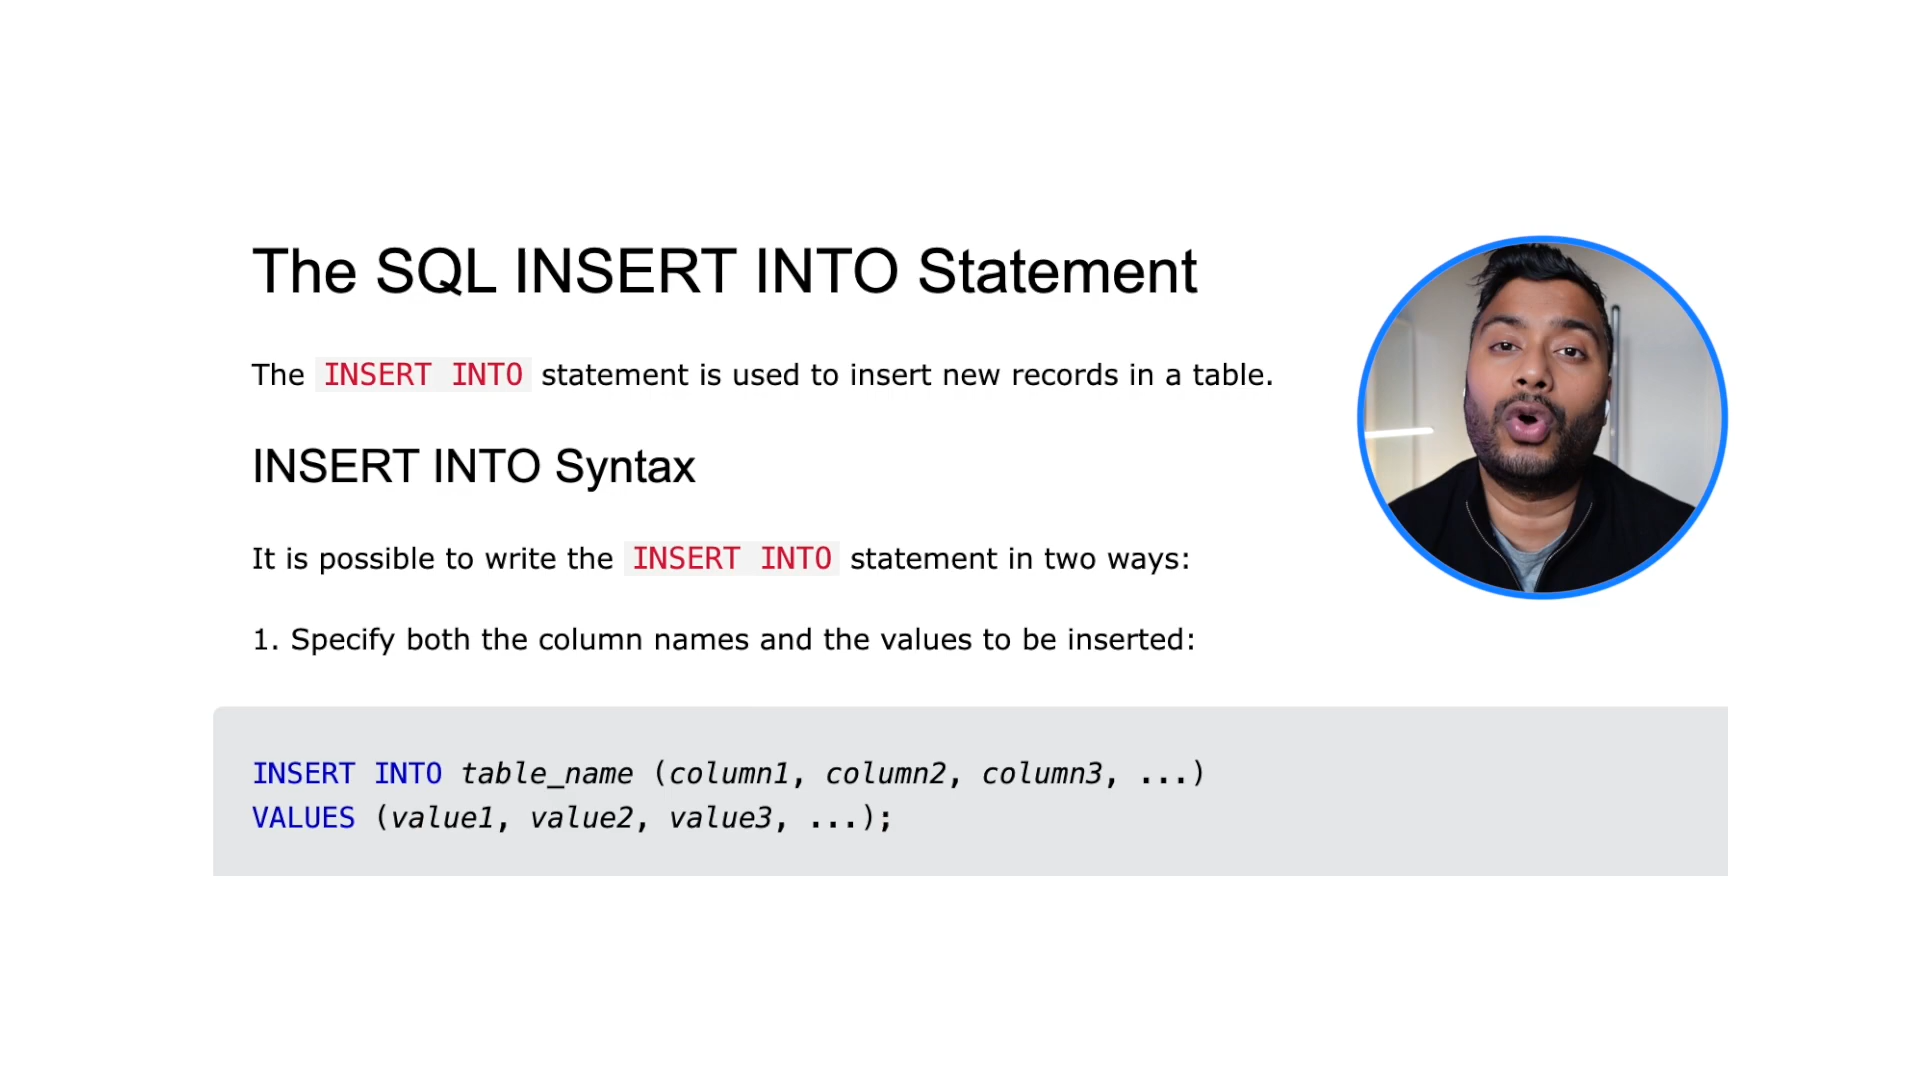 The SQL INSERT INTO Statement
The INSERT INTO statement is used to insert new records in a table.
INSERT INTO Syntax
It is possible to write the INSERT INTO statement in two ways:
1. Specify both the column names and the values to be inserted:
INSERT INTO table_name (column1, column2, column3, ...)
VALUES (value1, value2, value3, ...);